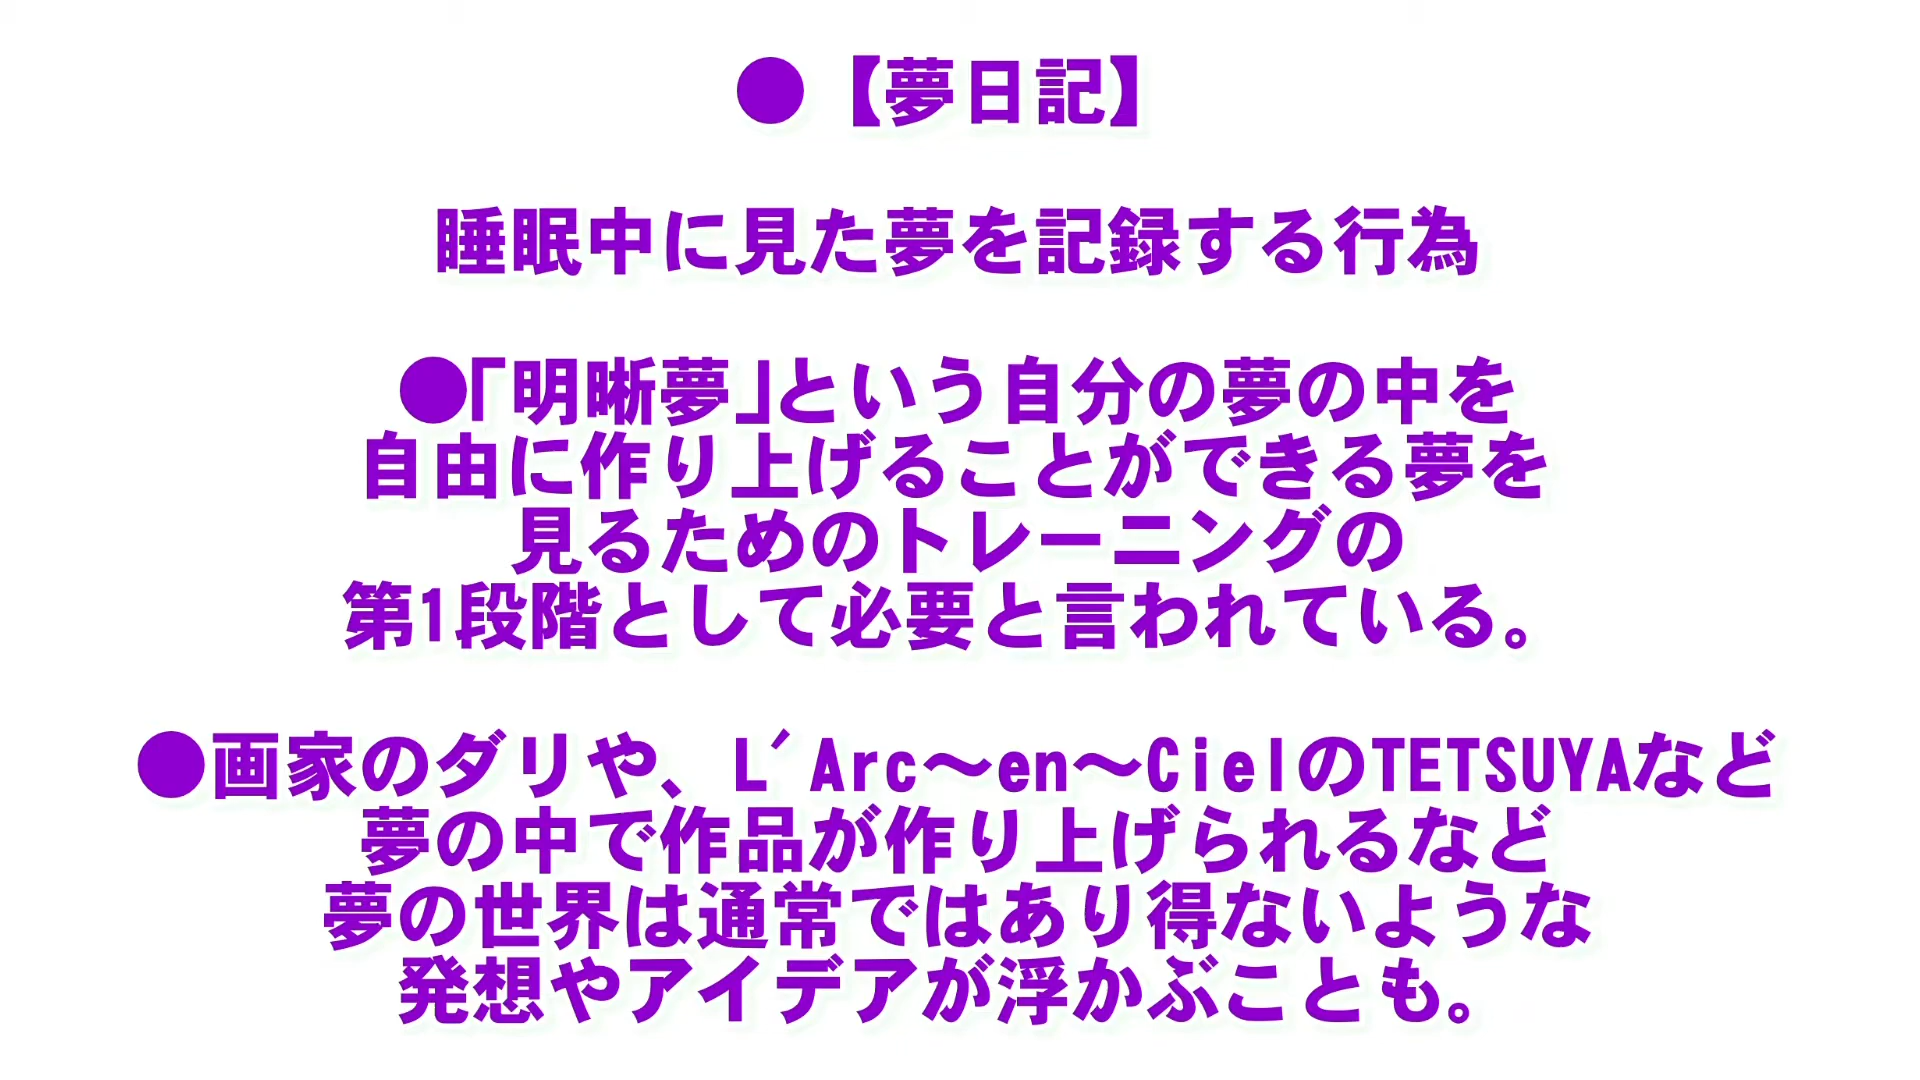 ●【夢日記】
睡眠中に見た夢を記録する行為
●「明晰夢」という自分の夢の中を
自由に作り上げることができる夢を
見るためのトレーニングの
第1段階として必要と言われている。
●画家のダリや、L'Arc～en～CielのTETSUYAなど
夢の中で作品が作り上げられるなど
夢の世界は通常ではあり得ないような
発想やアイデアが浮かぶことも。